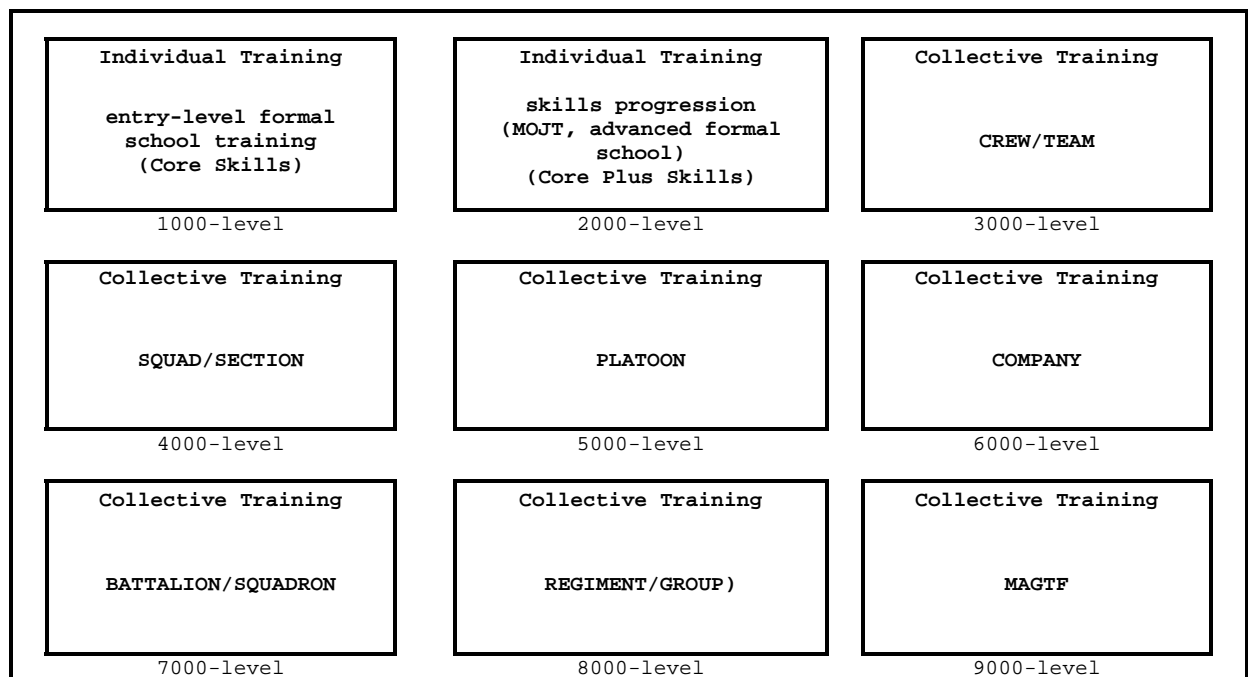 Individual Training
entry-level formal
school training
(Core Skills)
1000-level
Individual Training
skills progression
(MOJT, advanced formal
school)
(Core Plus Skills)
2000-level
Collective Training
CREW/TEAM
3000-level
Collective Training
SQUAD/SECTION
4000-level
Collective Training
PLATOON
5000-level
Collective Training
COMPANY
6000-level
Collective Training
BATTALION/SQUADRON
7000-level
Collective Training
REGIMENT/GROUP)
8000-level
Collective Training
MAGTF
9000-level